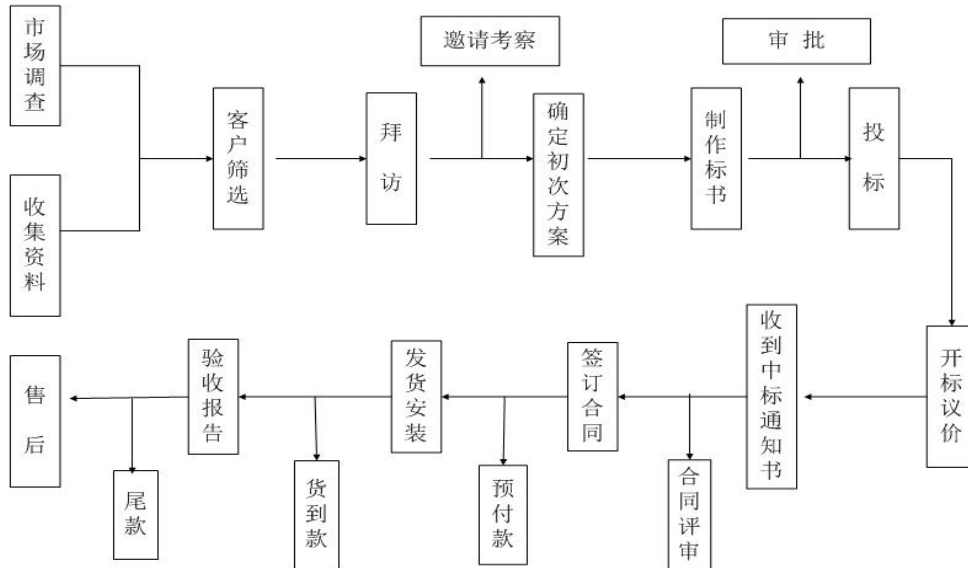 市场调查
收集资料
客户筛选
拜访
邀请考察
确定初次方案
制作标书
审批
投标
开标议价
收到中标通知书
合同评审
签订合同
预付款
发货安装
货到款
验收报告
尾款
售后